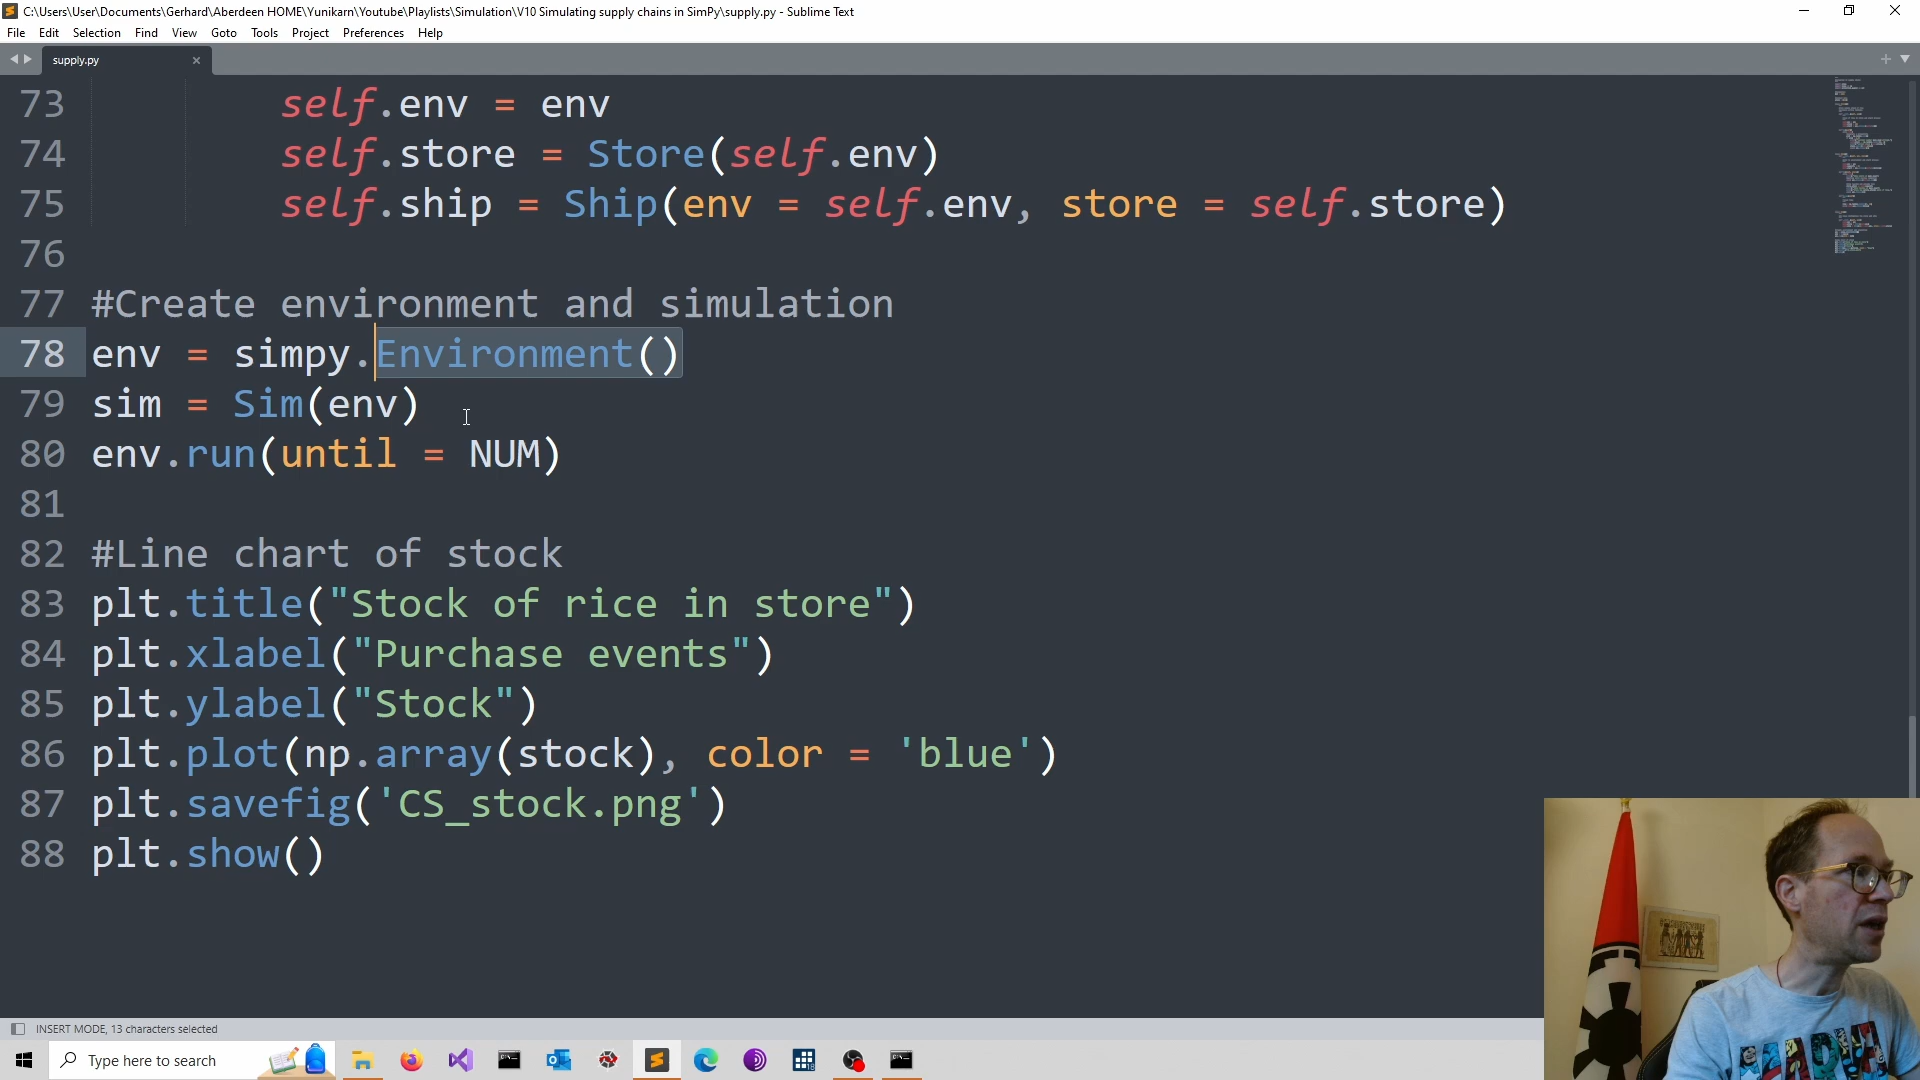 C:\Users\User\Documents\Gerhard\Aberdeen HOME\Yunikarn\Youtube\Playlists\Simulation\V10 Simulating supply chains in SimPy\supply.py - Sublime Text
File Edit Selection Find View Goto Tools Project Preferences Help
supply.py
73 self.env = env
74 self.store = Store(self.env)
75 self.ship = Ship(env = self.env, store = self.store)
76
77 #Create environment and simulation
78 env = simpy.Environment()
79 sim = Sim(env)
80 env.run(until = NUM)
81
82 #Line chart of stock
83 plt.title("Stock of rice in store")
84 plt.xlabel("Purchase events")
85 plt.ylabel("Stock")
86 plt.plot(np.array(stock), color = 'blue')
87 plt.savefig('CS_stock.png')
88 plt.show()
INSERT MODE, 13 characters selected
Type here to search